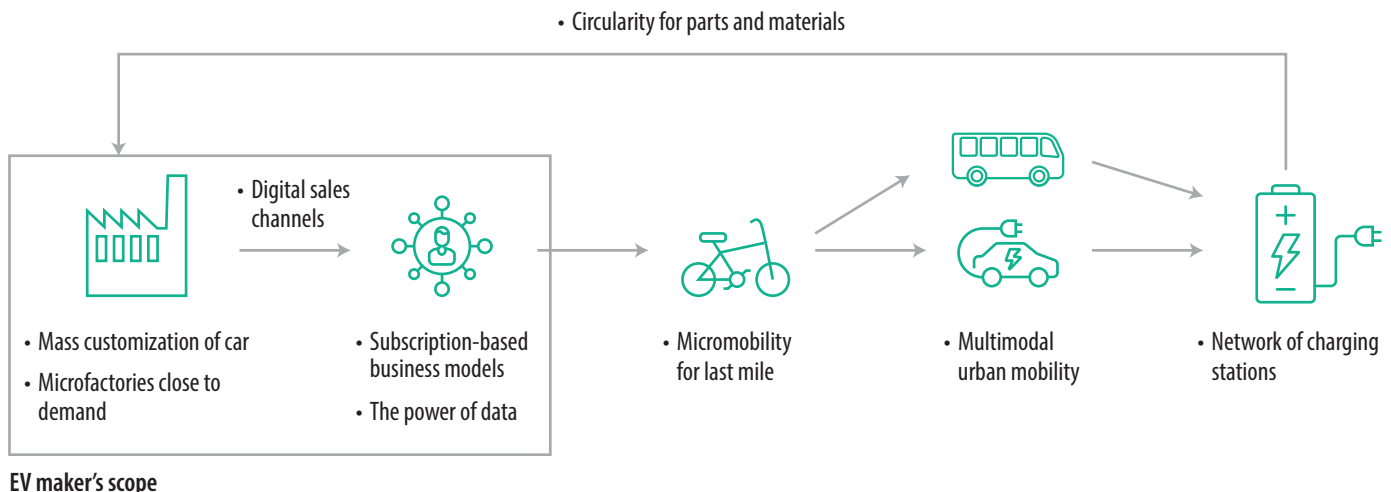 • Circularity for parts and materials
• Digital sales
channels
• Mass customization of car
• Microfactories close to
demand
• Subscription-based
business models
• The power of data
• Micromobility
for last mile
• Multimodal
urban mobility
• Network of charging
stations
EV maker’s scope